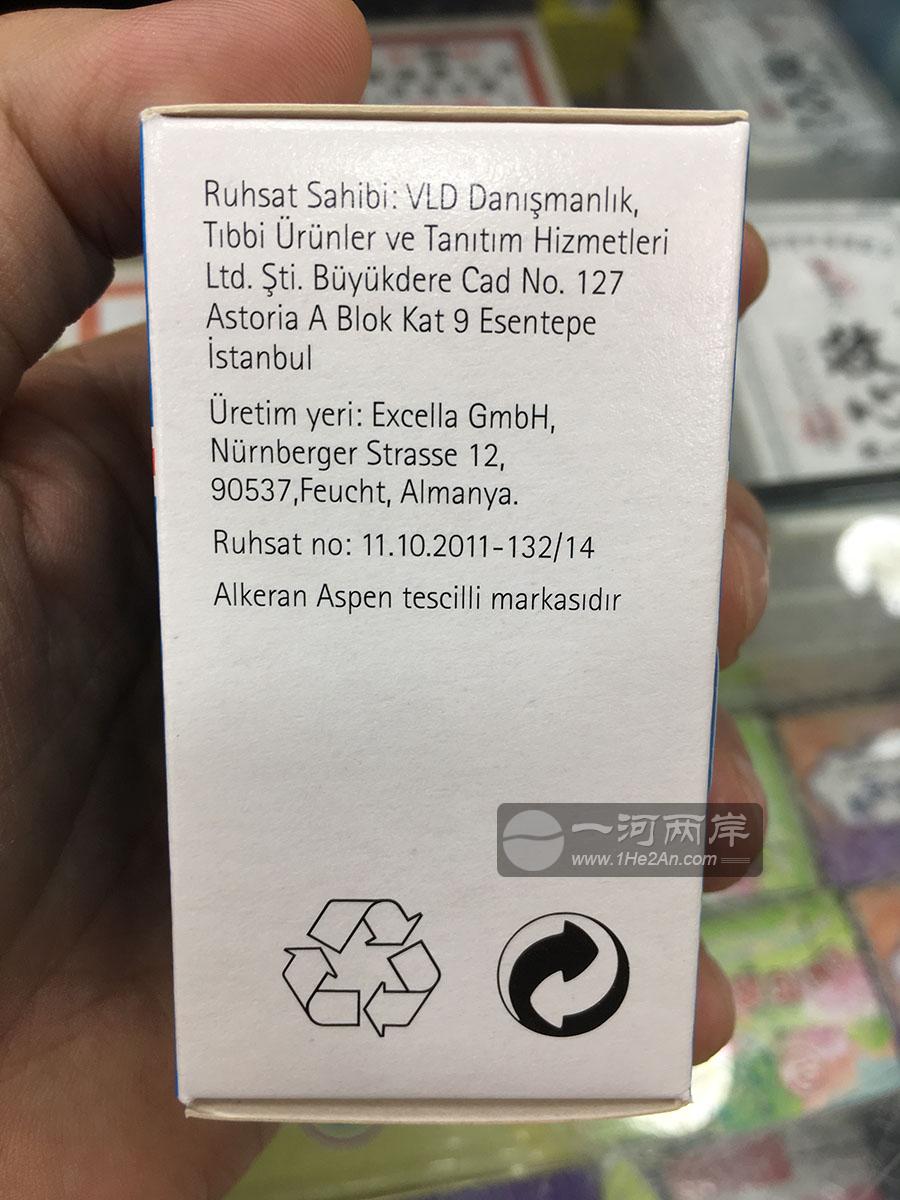 Ruhsat Sahibi: VLD Danışmanlık,
Tıbbi Ürünler ve Tanıtım Hizmetleri
Ltd. Şti. Büyükdere Cad No. 127
Astoria A Blok Kat 9 Esentepe
İstanbul
Üretim yeri: Excella GmbH,
Nürnberger Strasse 12,
90537,Feucht, Almanya.
Ruhsat no: 11.10.2011-132/14
Alkeran Aspen tescilli markasıdır
一河两岸
www.1He2An.com